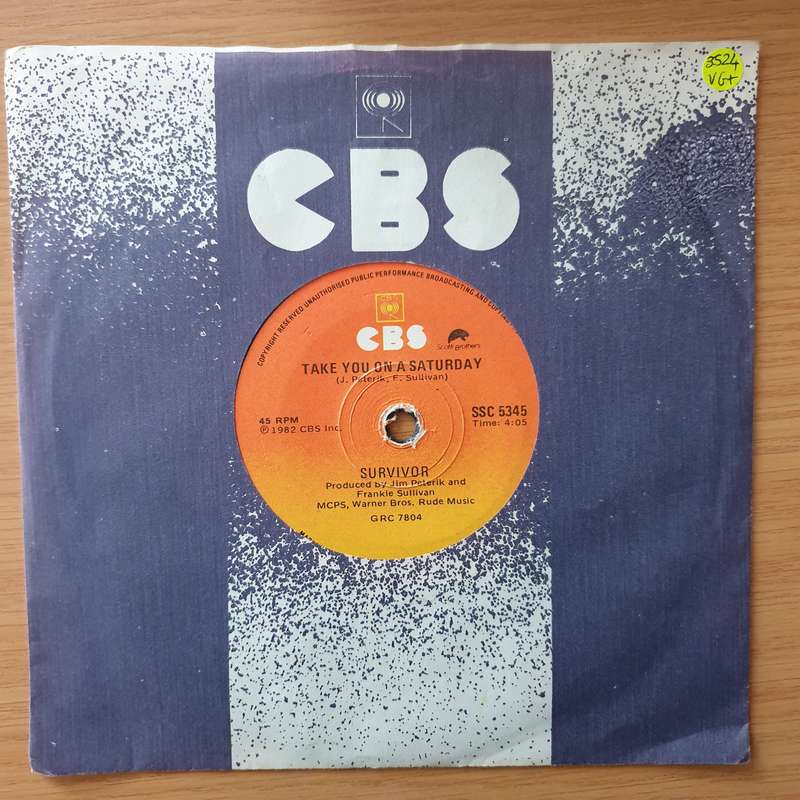 3524
VG+
CBS
COPYRIGHT RESERVED UNAUTHORISED PUBLIC PERFORMANCE BROADCASTING AND
CBS
CBS
Scotti Brothers
TAKE YOU ON A SATURDAY
(J. Peterik, F. Sullivan)
45 RPM
SSC 5345
℗ 1982 CBS Inc.
Time: 4:05
SURVIVOR
Produced by Jim Peterik and
Frankie Sullivan
MCPS, Warner Bros, Rude Music
GRC 7804